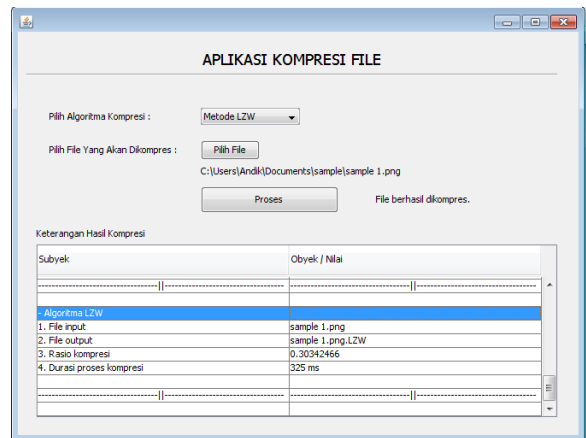 APLIKASI KOMPRESI FILE
Pilih Algoritma Kompresi : Metode LZW
Pilih File Yang Akan Dikompres : Pilih File
C:\Users\Andik\Documents\sample\sample 1.png
Proses File berhasil dikompres.
Keterangan Hasil Kompresi
Subyek Obyek / Nilai
- Algoritma LZW
1. File input sample 1.png
2. File output sample 1.png.LZW
3. Rasio kompresi 0.30342466
4. Durasi proses kompresi 325 ms